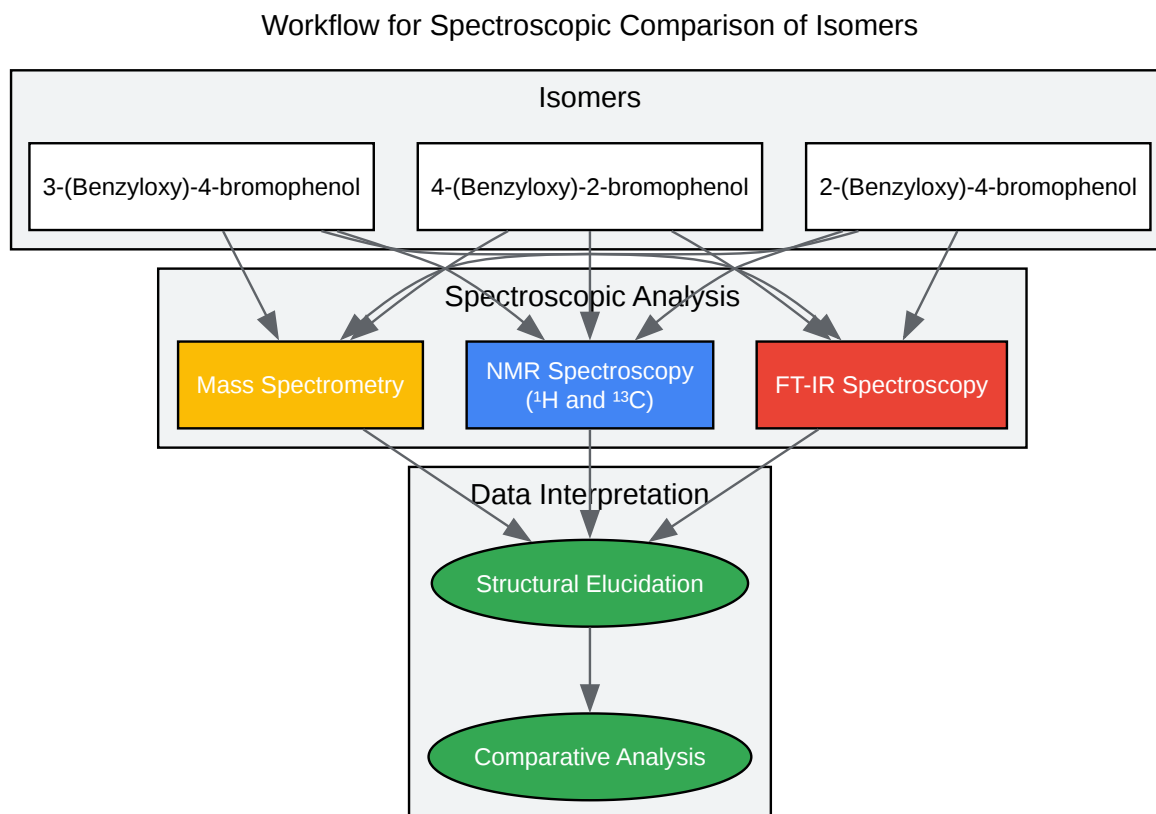 Workflow for Spectroscopic Comparison of Isomers
Isomers
3-(Benzyloxy)-4-bromophenol
4-(Benzyloxy)-2-bromophenol
2-(Benzyloxy)-4-bromophenol
Spectroscopic Analysis
Mass Spectrometry
NMR Spectroscopy
(¹H and ¹³C)
FT-IR Spectroscopy
Data Interpretation
Structural Elucidation
Comparative Analysis